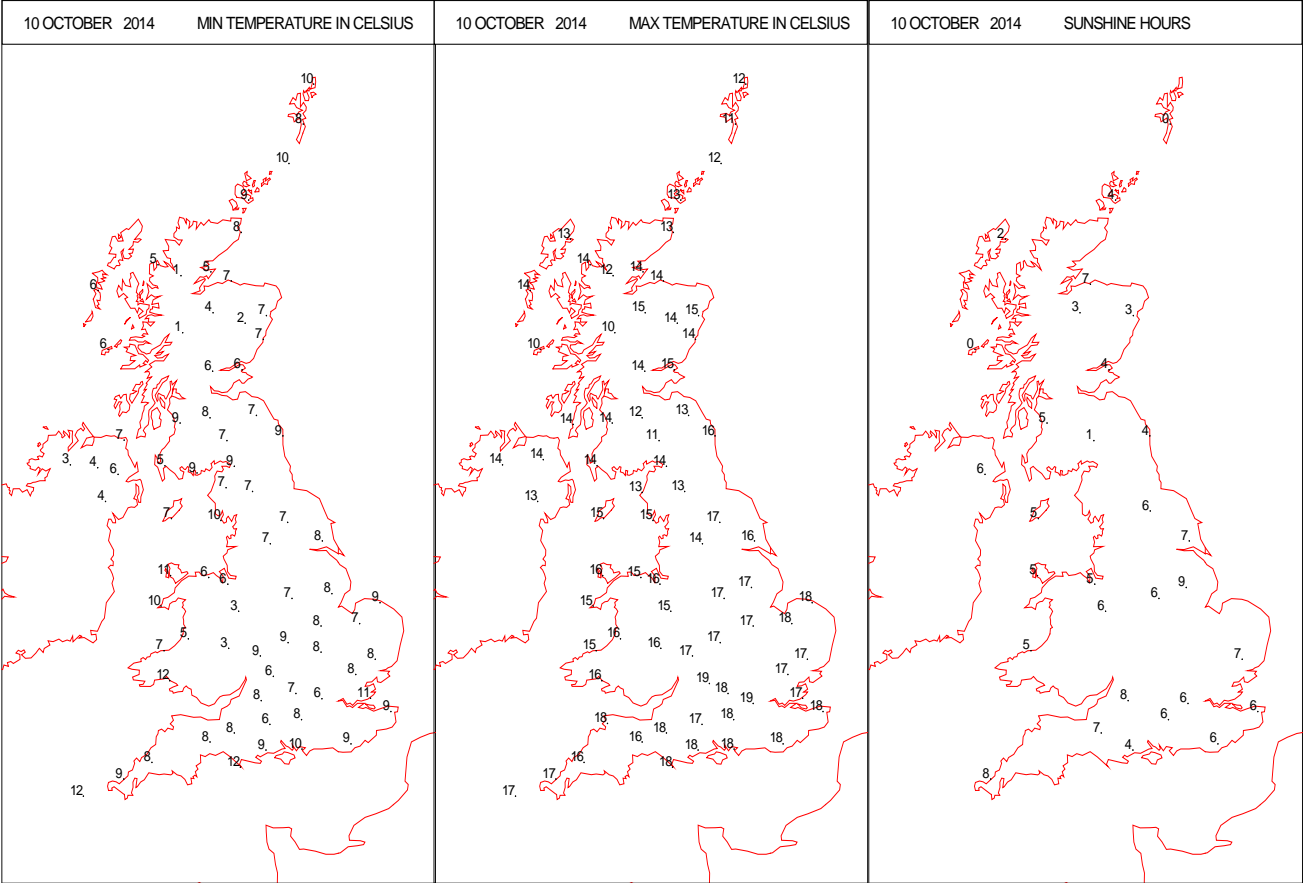 10 OCTOBER 2014 MIN TEMPERATURE IN CELSIUS
10
8
10
9
8
5 1 5 7
6
4 2 7
1 7
6
6 6
9 8 7
7 7 9
3 4 6 5 9 9
4 7 7
7 10 7
7 8
11 6 6
10 3 7 8 9
8 7
7 5 3 9 9 8
12 6 8 8
8 7 6 11
9
8 8 6 8
9 10 9
8 12
9
12
10 OCTOBER 2014 MAX TEMPERATURE IN CELSIUS
12
11
12
13
13 13
14 12 14 14
14
15 14 15
10 14
10
14 15
14 14 12 13
11 16
14 14 14 14
13 13 13
15 15 17
14 16
16 15 16
15 15 17 16 18
17 18
15 16 16 17 17 17
16 19 18 17
19 17
18
18 16 18 17 18
18 18 18
16 18
17
17
10 OCTOBER 2014 SUNSHINE HOURS
0
4
2
7
3 3
0
4
5 1 4
6
5 6
7
5 5 6 9
6
5 7
8 6 6
7 6
4 6
8